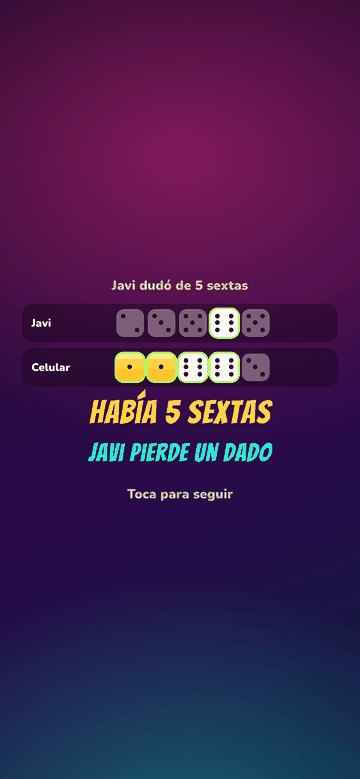 Javi dudó de 5 sextas
Javi
Celular
HABÍA 5 SEXTAS
JAVI PIERDE UN DADO
Toca para seguir